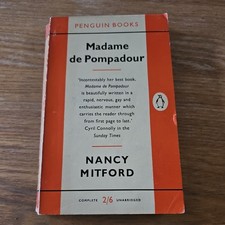 PENGUIN BOOKS
Madame
de Pompadour
'Incontestably her best book.
Madame de Pompadour
is beautifully written in a
rapid, nervous, gay and
enthusiastic manner which
carries the reader through
from first page to last.'
Cyril Connolly in the
Sunday Times
NANCY
MITFORD
COMPLETE 2/6 UNABRIDGED